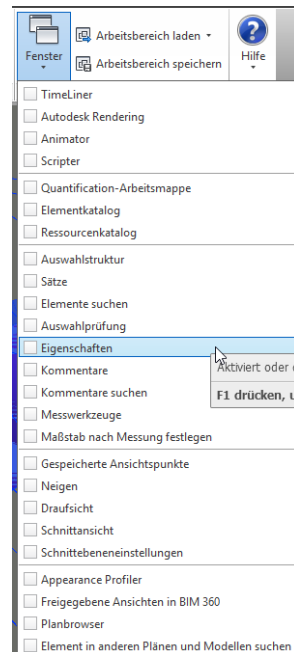 Fenster
Arbeitsbereich laden
Arbeitsbereich speichern
Hilfe
TimeLiner
Autodesk Rendering
Animator
Scripter
Quantification-Arbeitsmappe
Elementkatalog
Ressourcenkatalog
Auswahlstruktur
Sätze
Elemente suchen
Auswahlprüfung
Eigenschaften
Kommentare
Aktiviert oder
Kommentare suchen
F1 drücken, u
Messwerkzeuge
Maßstab nach Messung festlegen
Gespeicherte Ansichtspunkte
Neigen
Draufsicht
Schnittansicht
Schnittebeneneinstellungen
Appearance Profiler
Freigegebene Ansichten in BIM 360
Planbrowser
Element in anderen Plänen und Modellen suchen